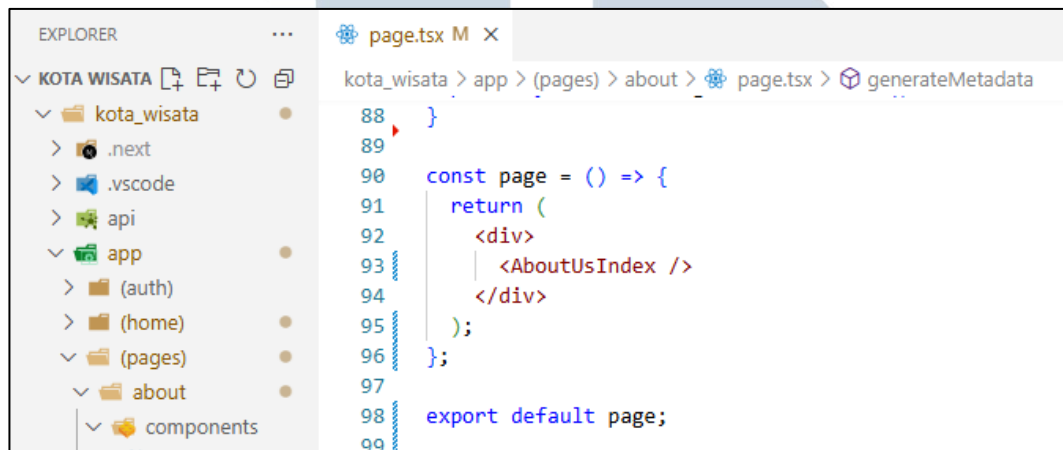 EXPLORER
KOTA WISATA
kota_wisata
.next
.vscode
api
app
(auth)
(home)
(pages)
about
components
page.tsx M
kota_wisata > app > (pages) > about > page.tsx > generateMetadata
88 }
89
90 const page = () => {
91 return (
92 <div>
93 <AboutUsIndex />
94 </div>
95 );
96 };
97
98 export default page;
99